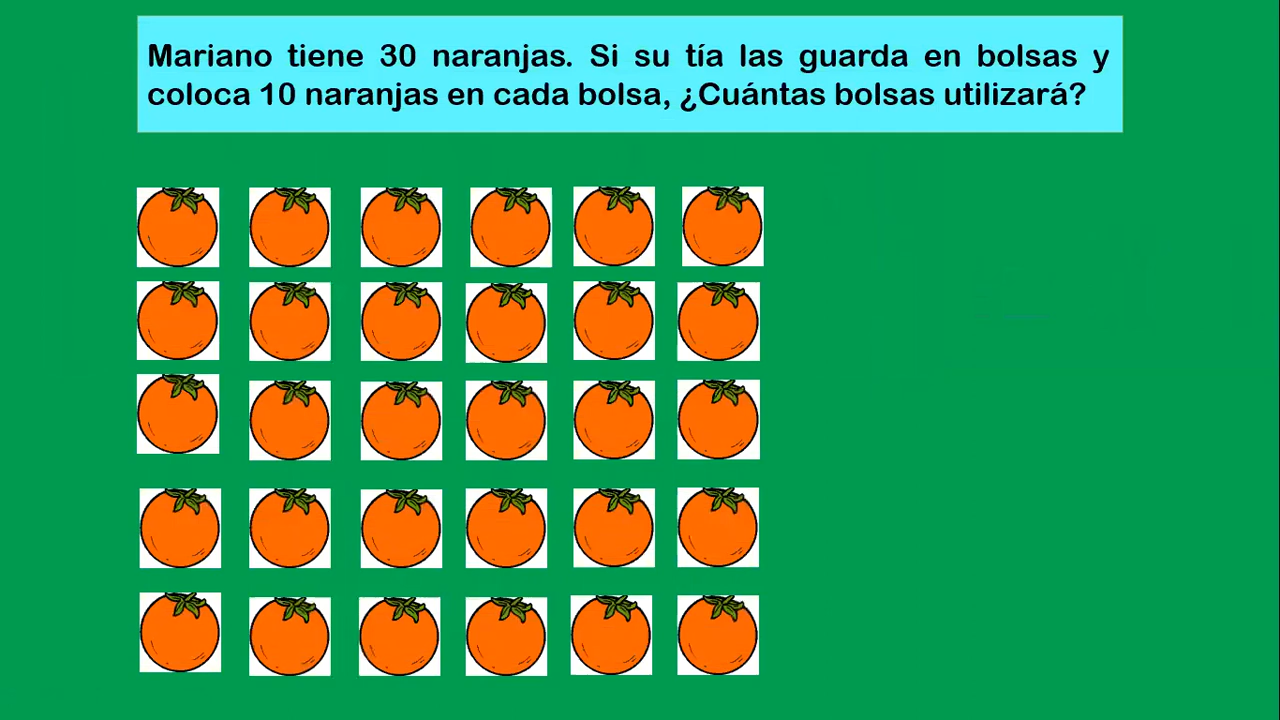 Mariano tiene 30 naranjas. Si su tía las guarda en bolsas y
coloca 10 naranjas en cada bolsa, ¿Cuántas bolsas utilizará?